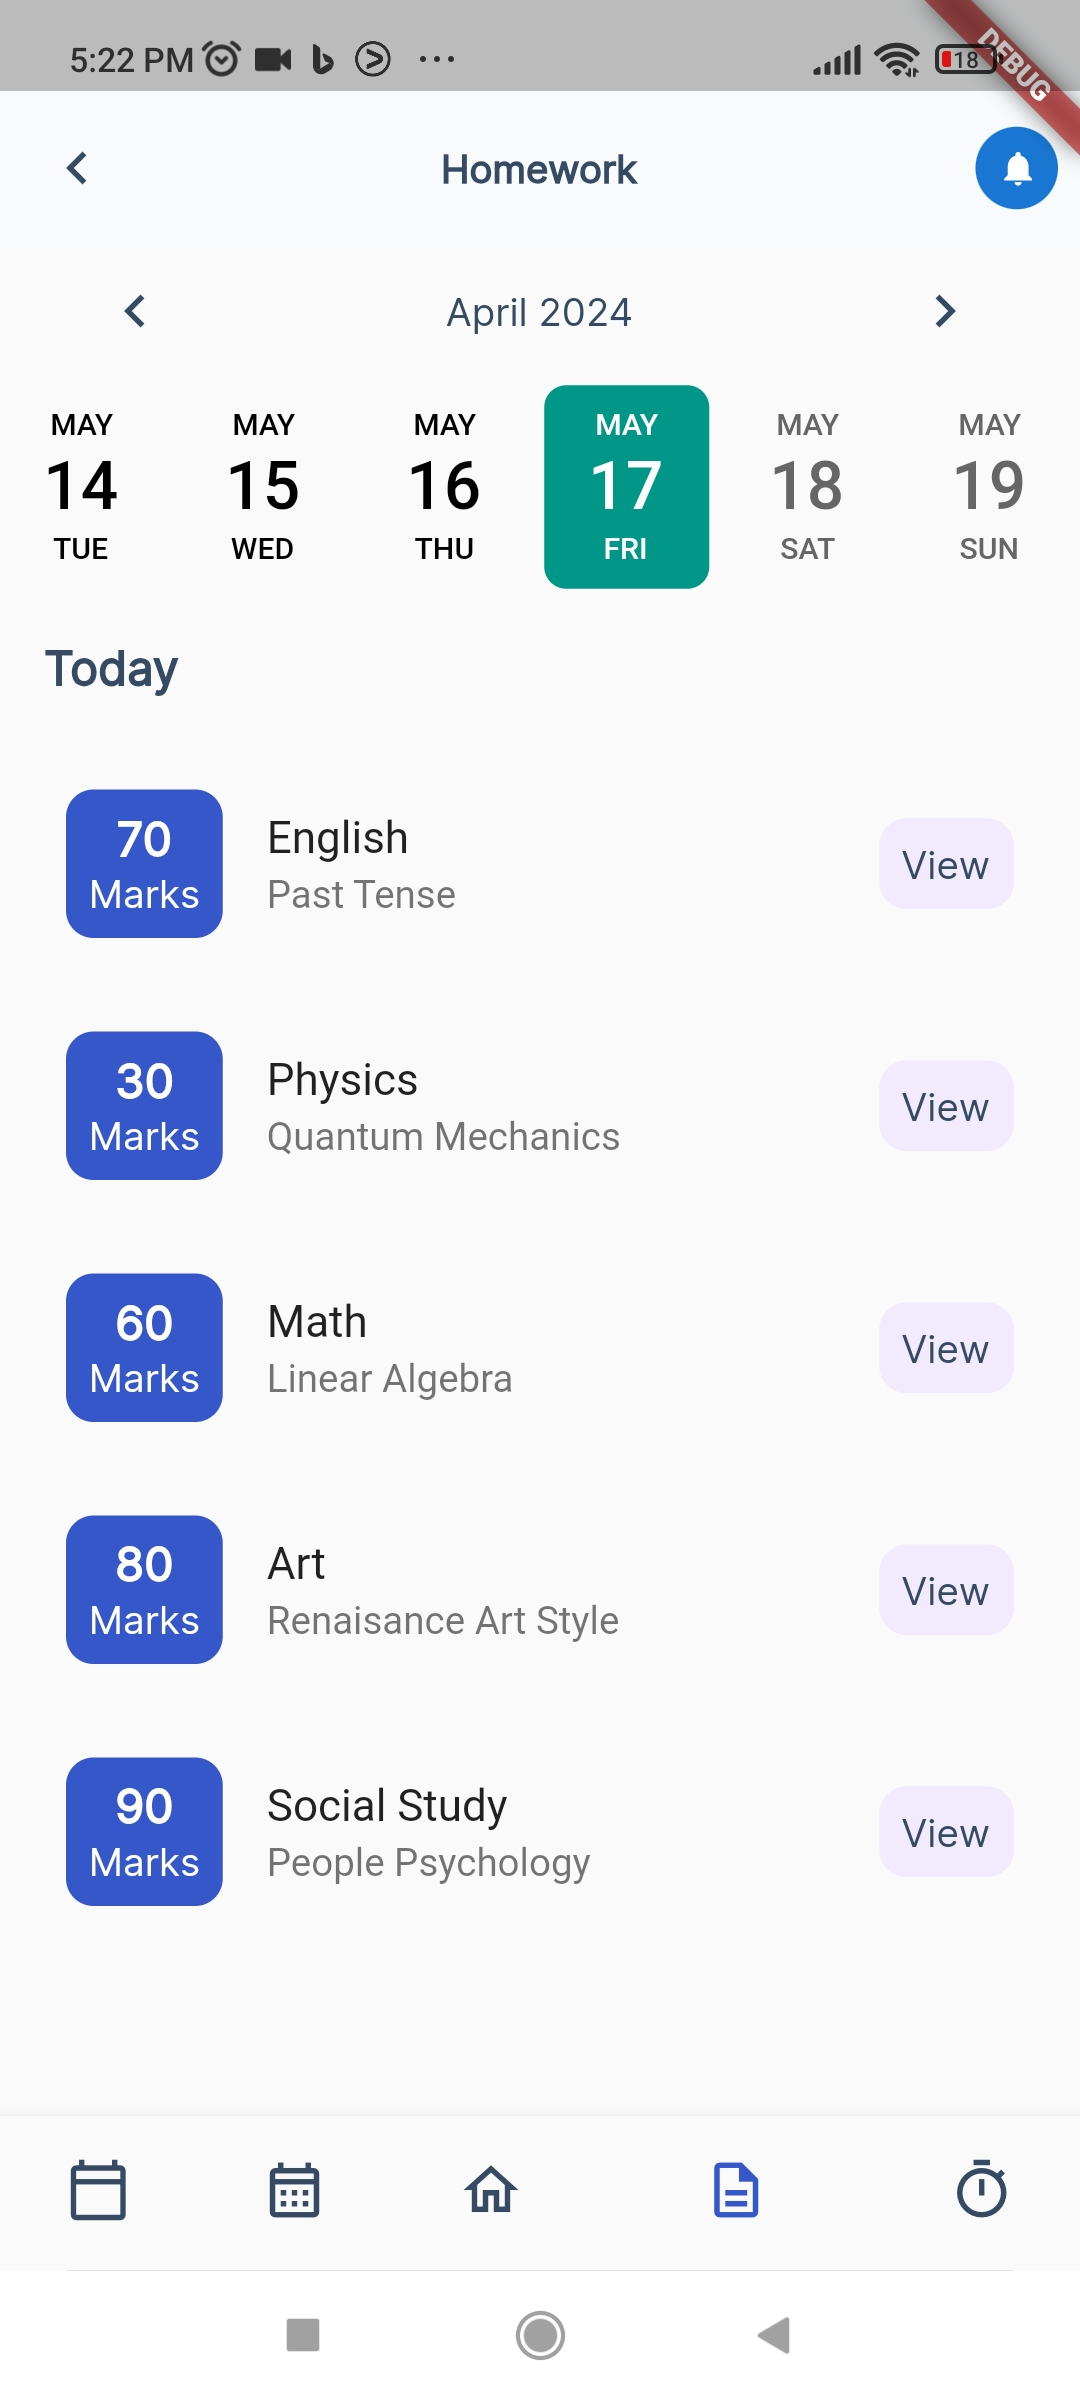 5:22 PM
18
DEBUG
Homework
April 2024
MAY MAY MAY MAY MAY MAY
14 15 16 17 18 19
TUE WED THU FRI SAT SUN
Today
70
Marks
English
Past Tense
View
30
Marks
Physics
Quantum Mechanics
View
60
Marks
Math
Linear Algebra
View
80
Marks
Art
Renaisance Art Style
View
90
Marks
Social Study
People Psychology
View